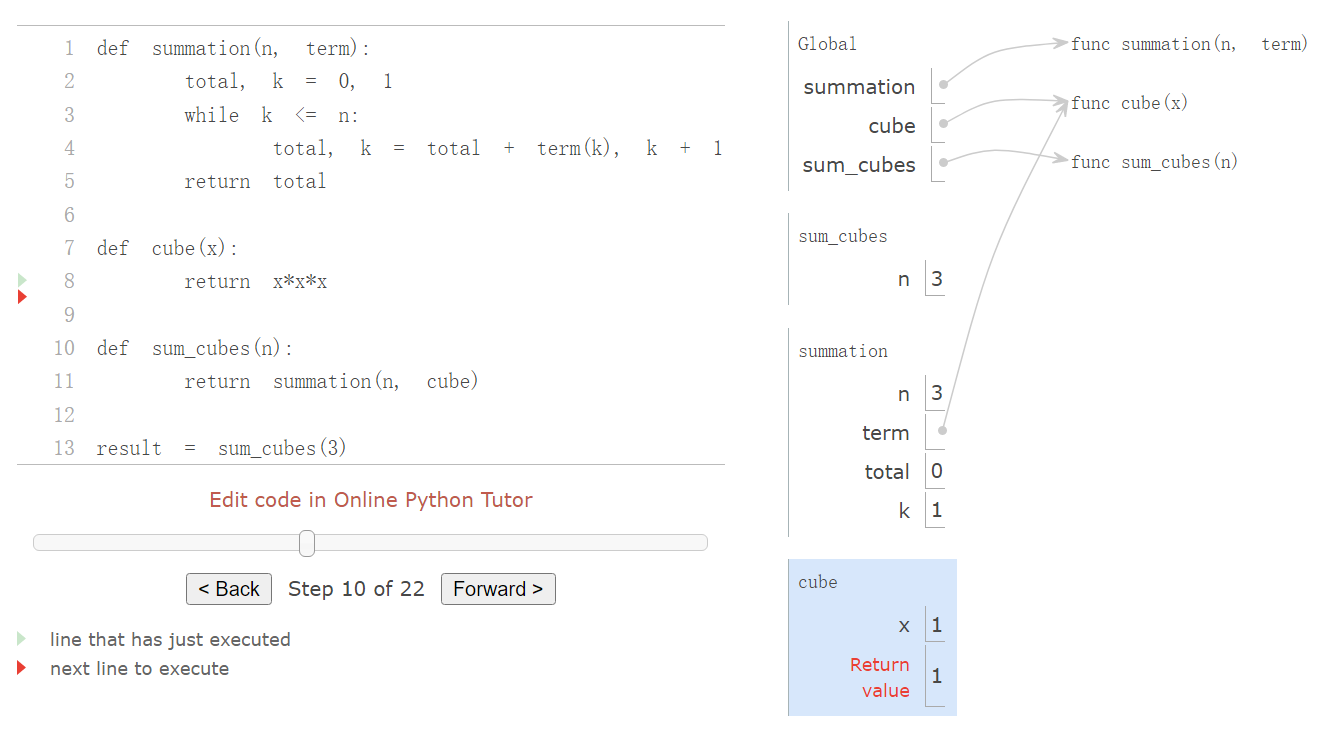 1 def summation(n, term):
2 total, k = 0, 1
3 while k <= n:
4 total, k = total + term(k), k + 1
5 return total
6
7 def cube(x):
8 return x*x*x
9
10 def sum_cubes(n):
11 return summation(n, cube)
12
13 result = sum_cubes(3)
Edit code in Online Python Tutor
< Back Step 10 of 22 Forward >
line that has just executed
next line to execute
Global
summation
cube
sum_cubes
func summation(n, term)
func cube(x)
func sum_cubes(n)
sum_cubes
n 3
summation
n 3
term
total 0
k 1
cube
x 1
Return
value 1